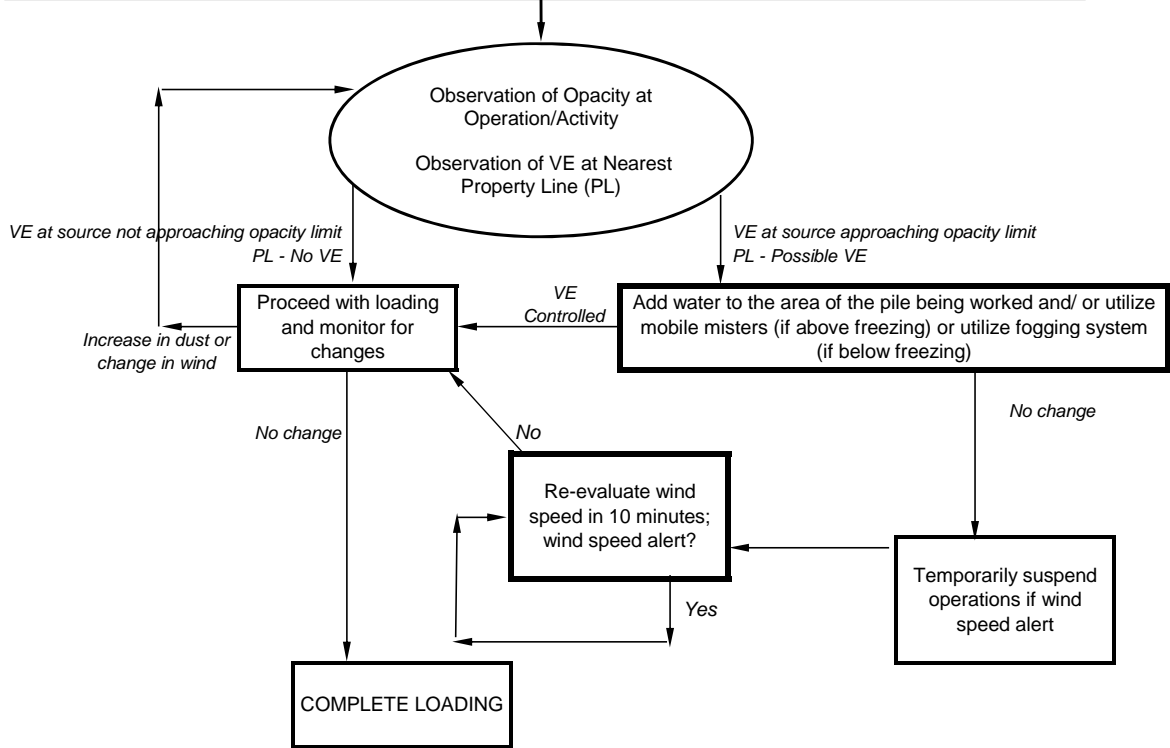 Observation of Opacity at
Operation/Activity
Observation of VE at Nearest
Property Line (PL)
VE at source not approaching opacity limit
PL - No VE
VE at source approaching opacity limit
PL - Possible VE
Proceed with loading
and monitor for
changes
VE
Controlled
Add water to the area of the pile being worked and/ or utilize
mobile misters (if above freezing) or utilize fogging system
(if below freezing)
Increase in dust or
change in wind
No change
No
No change
Re-evaluate wind
speed in 10 minutes;
wind speed alert?
Temporarily suspend
operations if wind
speed alert
Yes
COMPLETE LOADING